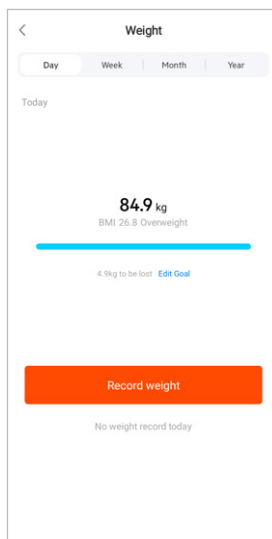 Weight
Day Week Month Year
Today
84.9 kg
BMI 26.8 Overweight
4.9kg to be lost Edit Goal
Record weight
No weight record today